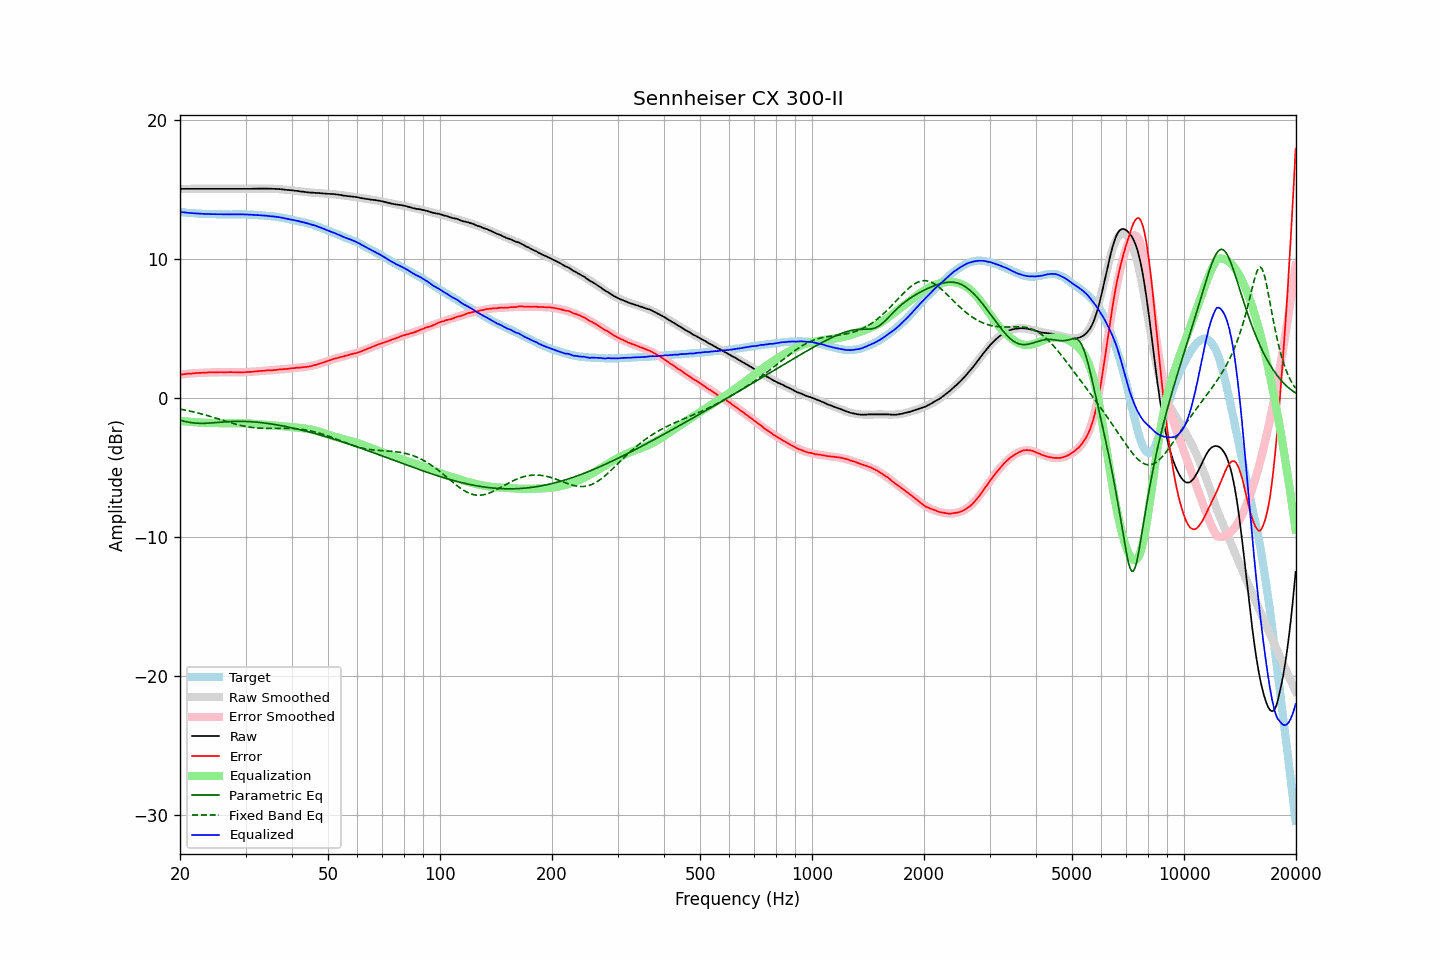 Sennheiser CX 300-II
20
10
0
−10
−20
−30
Amplitude (dBr)
Target
Raw Smoothed
Error Smoothed
Raw
Error
Equalization
Parametric Eq
Fixed Band Eq
Equalized
20 50 100 200 500 1000 2000 5000 10000 20000
Frequency (Hz)